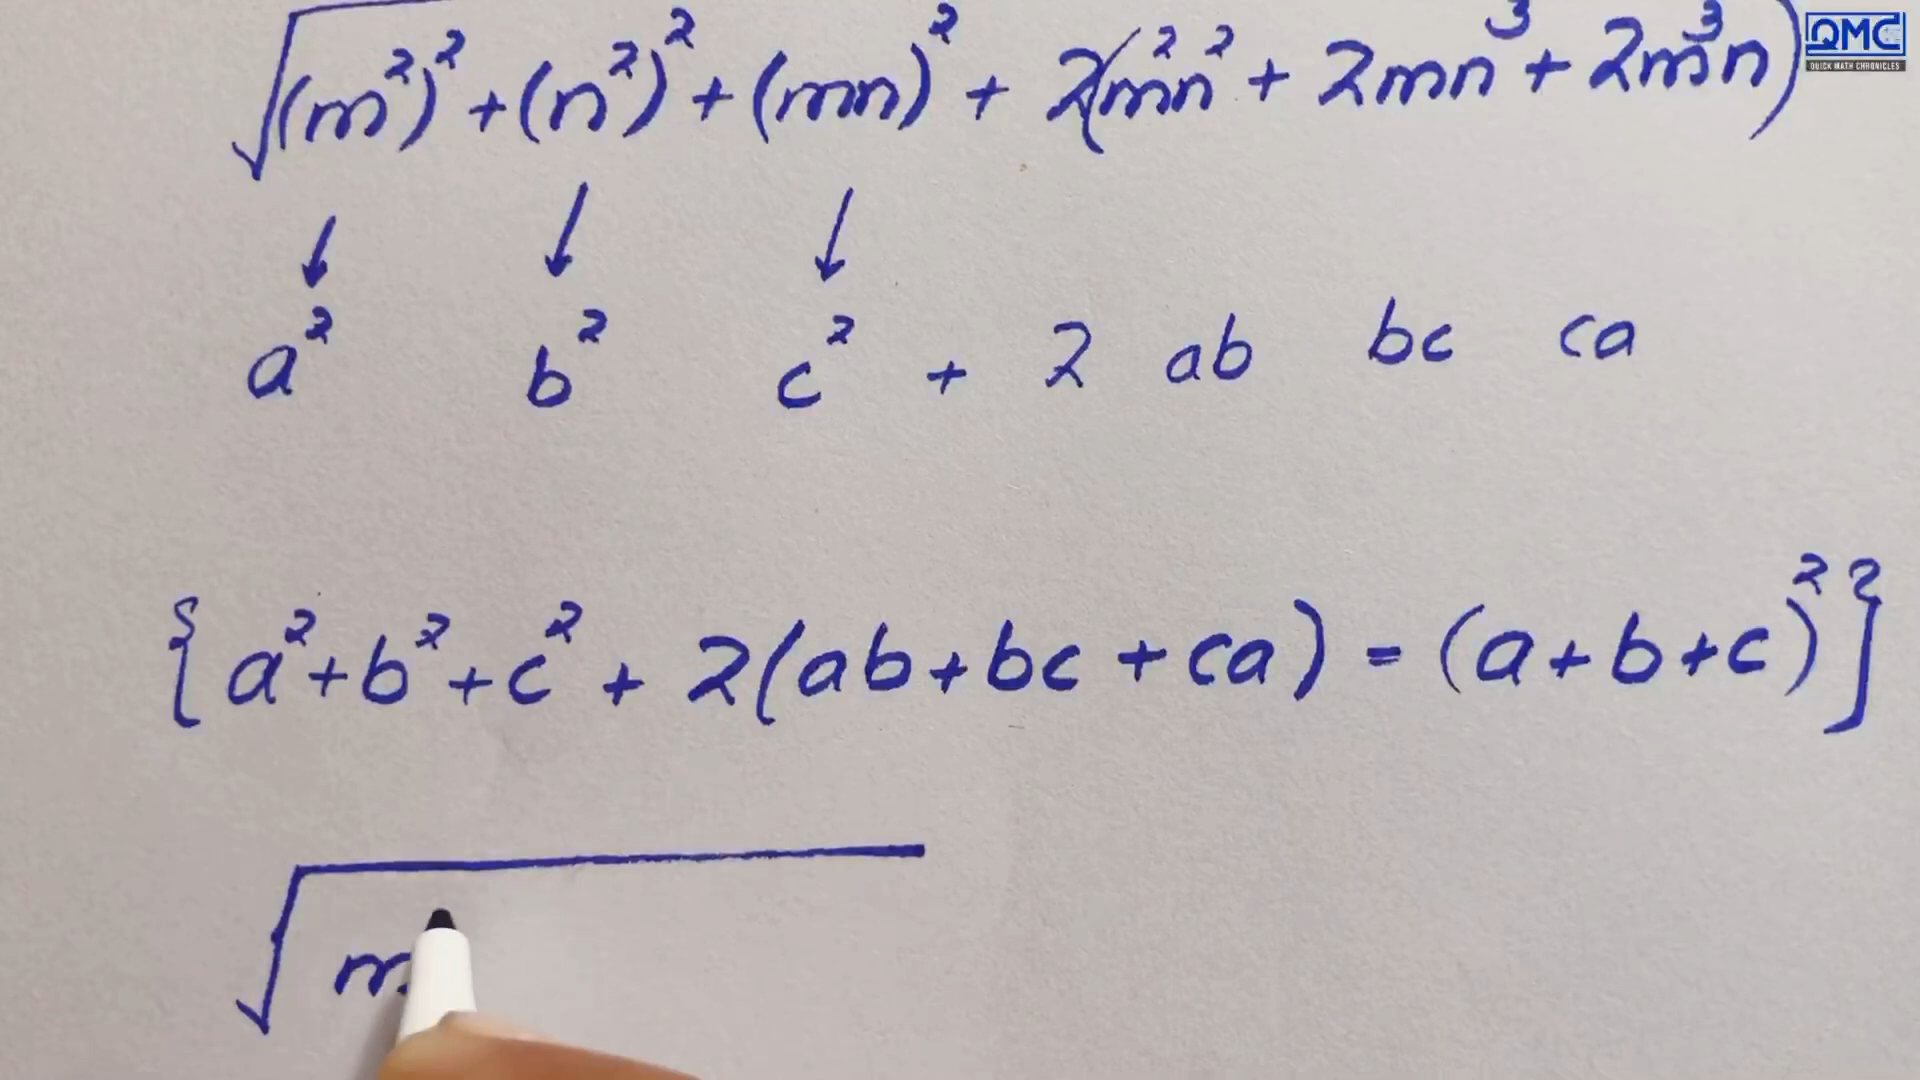 QMC
QUICK MATH CHRONICLES
√(m²)² + (n²)² + (mn)² + 2(m²n² + 2mn³ + 2m³n)
↓ ↓ ↓
a² b² c² + 2 ab bc ca
{a² + b² + c² + 2(ab + bc + ca) = (a + b + c)²}
√m